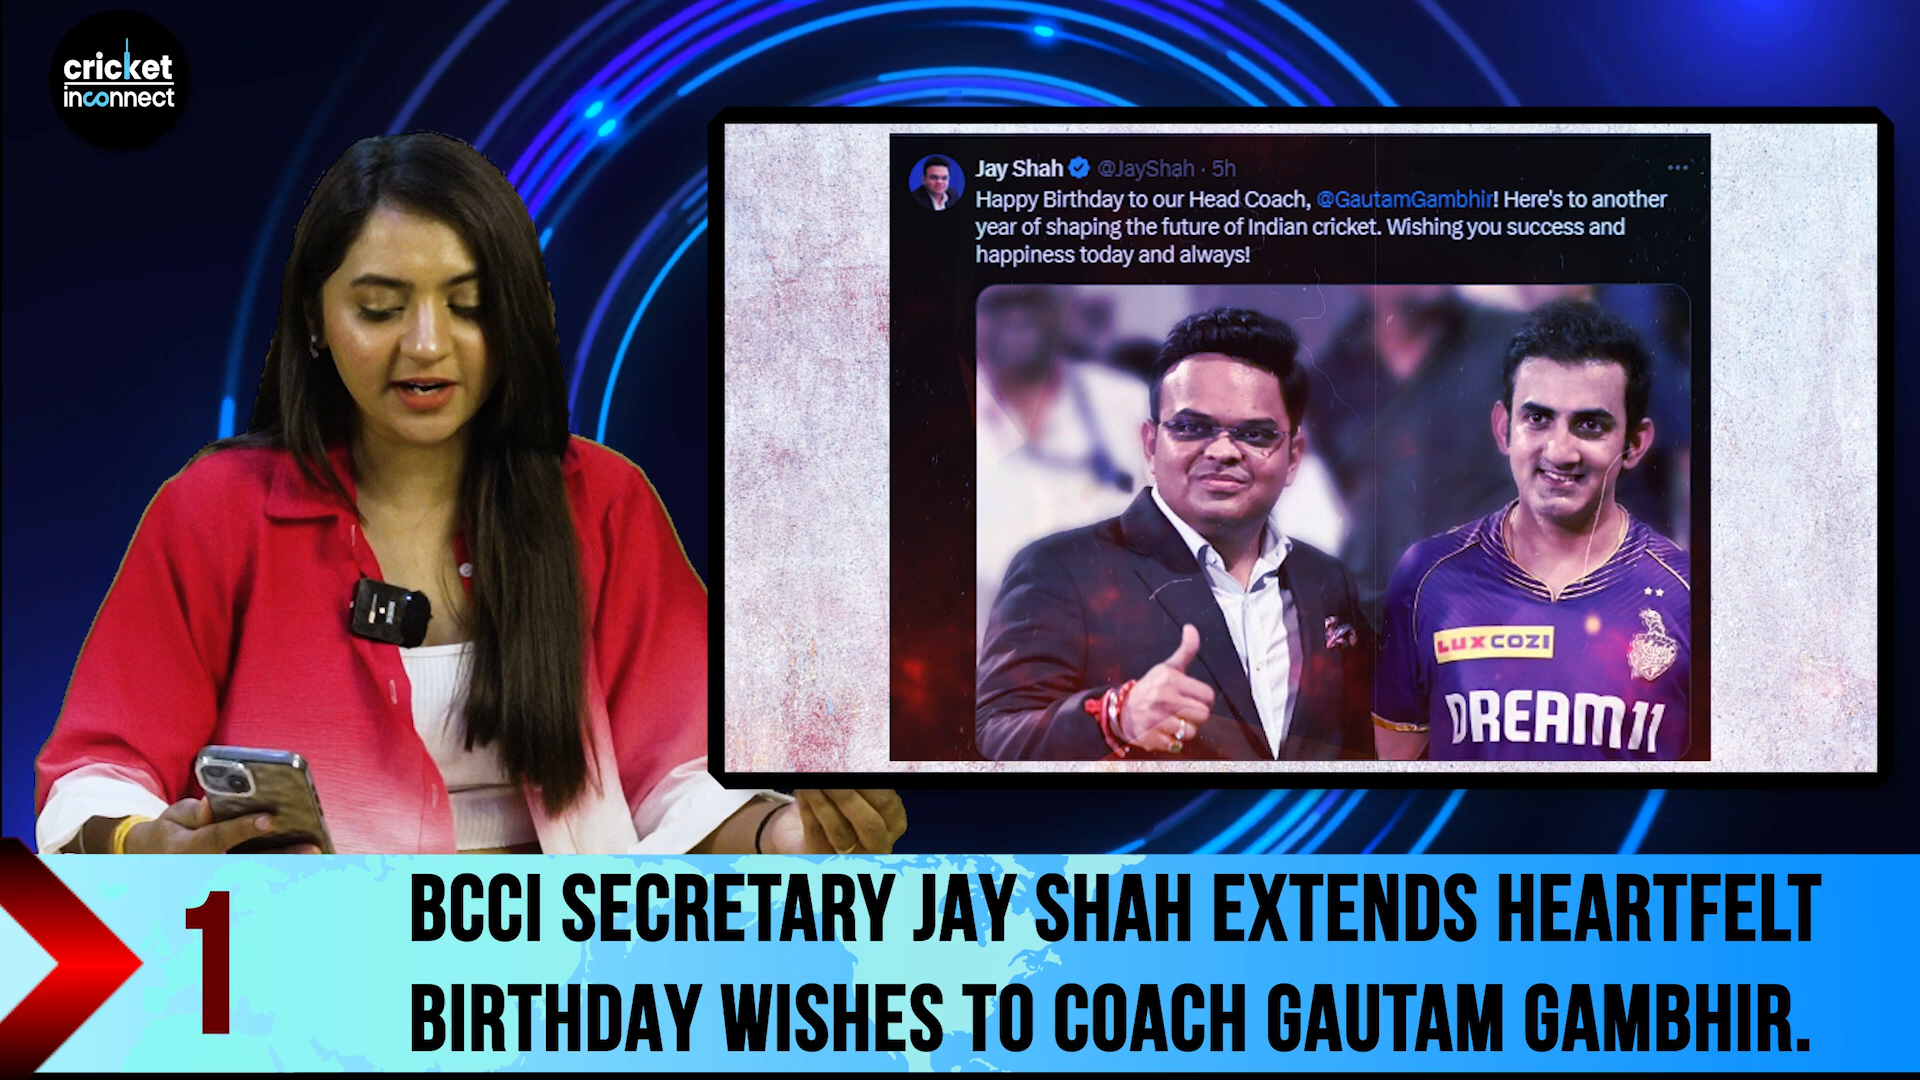 cricket
inconnect
Jay Shah @JayShah · 5h
Happy Birthday to our Head Coach, @GautamGambhir! Here's to another
year of shaping the future of Indian cricket. Wishing you success and
happiness today and always!
LUX COZI
DREAM11
1
BCCI SECRETARY JAY SHAH EXTENDS HEARTFELT
BIRTHDAY WISHES TO COACH GAUTAM GAMBHIR.